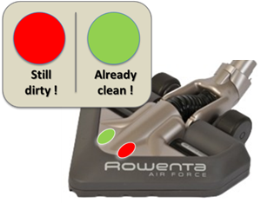 Still
dirty !
Already
clean !
Rowenta
AIR FORCE